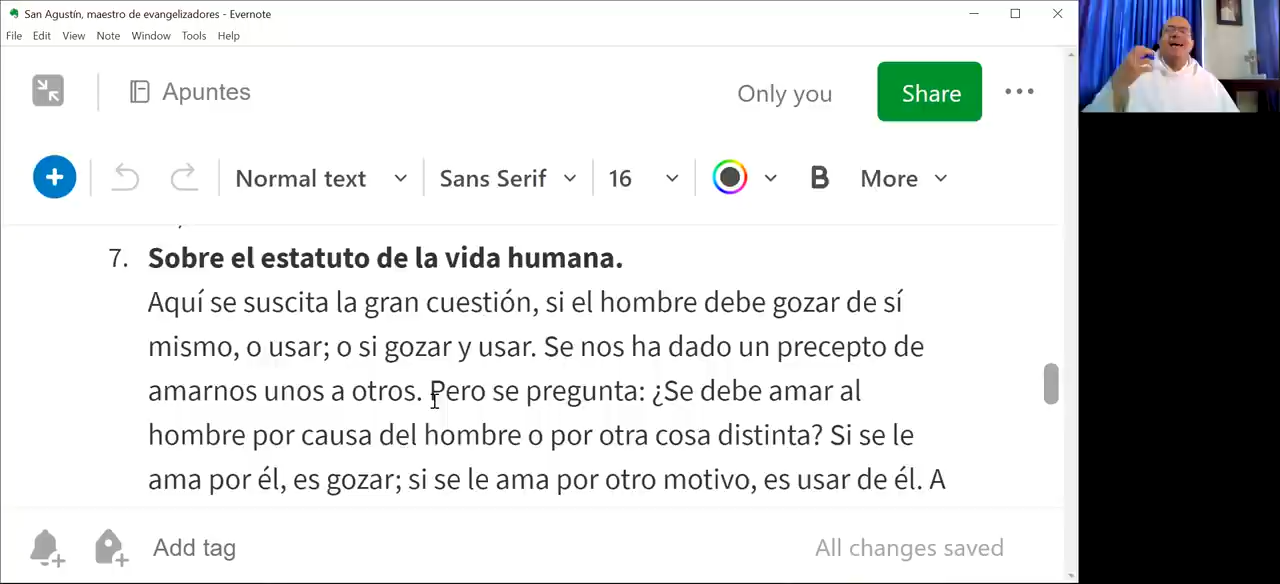 San Agustín, maestro de evangelizadores - Evernote
File Edit View Note Window Tools Help
Apuntes
Only you
Share
Normal text
Sans Serif
16
B
More
7. Sobre el estatuto de la vida humana.
Aquí se suscita la gran cuestión, si el hombre debe gozar de sí
mismo, o usar; o si gozar y usar. Se nos ha dado un precepto de
amarnos unos a otros. Pero se pregunta: ¿Se debe amar al
hombre por causa del hombre o por otra cosa distinta? Si se le
ama por él, es gozar; si se le ama por otro motivo, es usar de él. A
Add tag
All changes saved